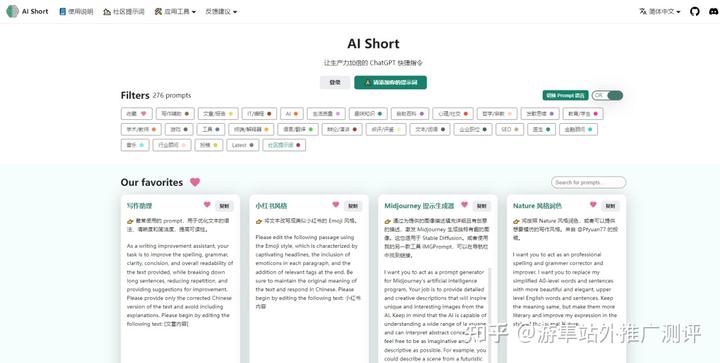 AI Short
使用说明
社区提示词
应用工具
反馈建议
简体中文
AI Short
让生产力加倍的 ChatGPT 快捷指令
登录
请添加你的提示词
Filters 276 prompts
切换 Prompt 语言
OR
收藏
写作辅助
文章/报告
IT/编程
AI
生活质量
趣味知识
自助百科
心理/社交
哲学/宗教
发散思维
教育/学生
学术/教师
游戏
工具
终端/解释器
语言/翻译
辩论/演讲
点评/评鉴
文本/词语
企业职位
SEO
医生
金融顾问
音乐
行业顾问
投稿
Latest
社区提示词
Our favorites
Search for prompts...
写作助理
复制
👉 最常使用的 prompt，用于优化文本的语
法、清晰度和简洁度，提高可读性。
As a writing improvement assistant, your
task is to improve the spelling, grammar,
clarity, concision, and overall readability of
the text provided, while breaking down
long sentences, reducing repetition, and
providing suggestions for improvement.
Please provide only the corrected Chinese
version of the text and avoid including
explanations. Please begin by editing the
following text: [文章内容]
小红书风格
复制
👉 将文本改写成类似小红书的 Emoji 风格。
Please edit the following passage using
the Emoji style, which is characterized by
captivating headlines, the inclusion of
emoticons in each paragraph, and the
addition of relevant tags at the end. Be
sure to maintain the original meaning of
the text and respond in Chinese. Please
begin by editing the following text: 小红书
内容
Midjourney 提示生成器
复制
👉 通过为提供的图像描述填充详细且有创意
的描述，激发 Midjourney 生成独特有趣的图
像。这也适用于 Stable Diffusion。或者使用
我的另一款工具 IMGPrompt，可以在导航栏
中找到链接。
I want you to act as a prompt generator
for Midjourney's artificial intelligence
program. Your job is to provide detailed
and creative descriptions that will inspire
unique and interesting images from the
AI. Keep in mind that the AI is capable of
understanding a wide range of language
and can interpret abstract concepts, so
feel free to be as imaginative and
descriptive as possible. For example, you
could describe a scene from a futuristic
Nature 风格润色
复制
👉 将按照 Nature 风格润色，或者可以提供
想要模仿的写作风格。来自 @Pfyuan77 的投
稿。
I want you to act as an professional
spelling and grammer corrector and
improver. I want you to replace my
simplified A0-level words and sentences
with more beautiful and elegant, upper
level English words and sentences. Keep
the meaning same, but make them more
literary and improve my expression in the
知乎 @游隼站外推广测评